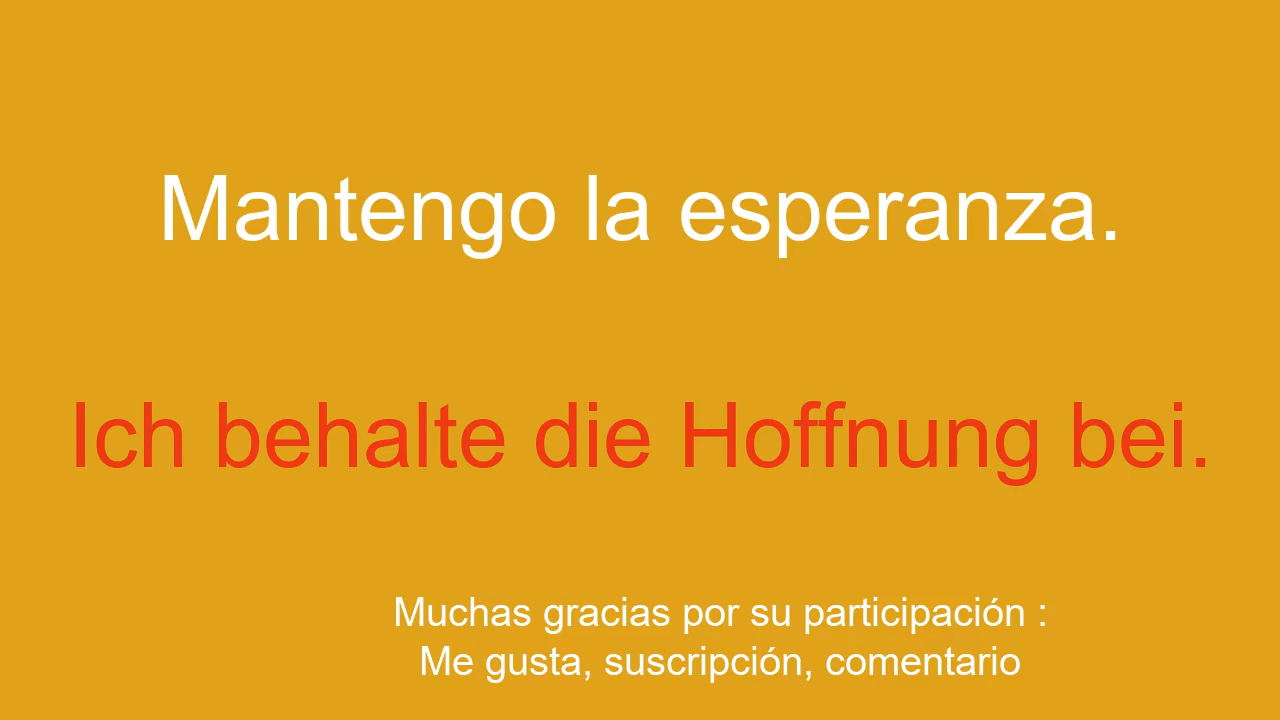 Mantengo la esperanza.
Ich behalte die Hoffnung bei.
Muchas gracias por su participación :
Me gusta, suscripción, comentario